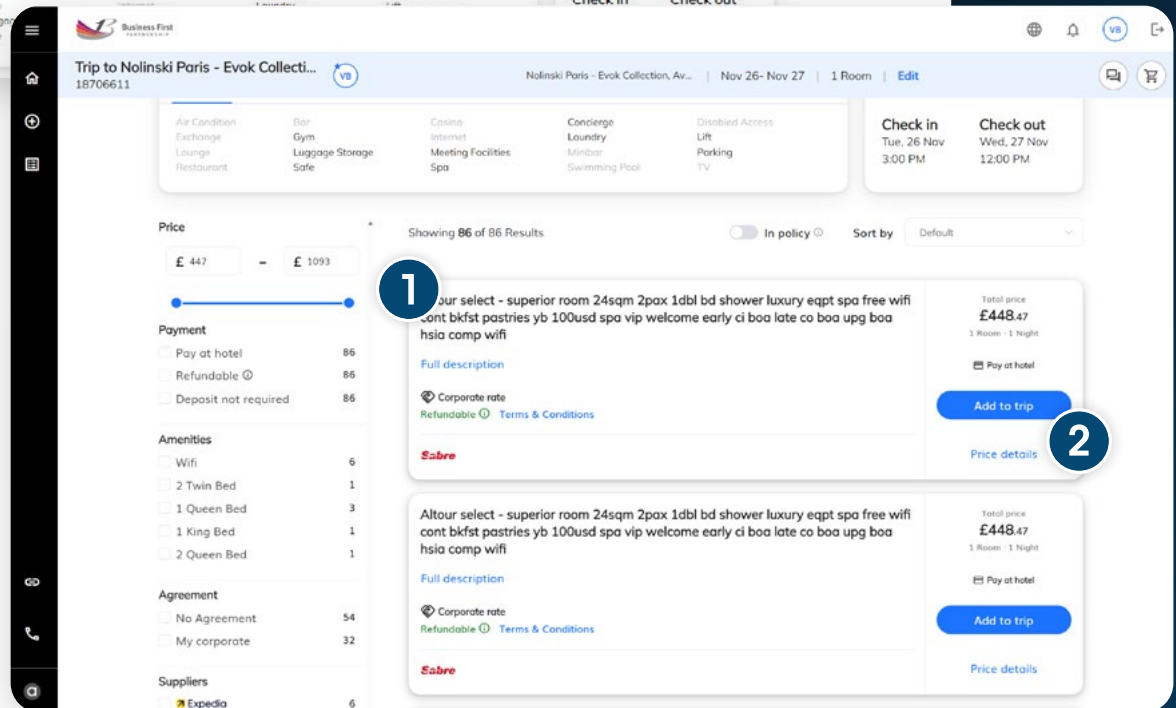 Laundry
Lift
Check in
Check out
Business First
PARTNERSHIP
VB
Trip to Nolinski Paris - Evok Collecti...
18706611
VB
Nolinski Paris - Evok Collection, Av... | Nov 26- Nov 27 | 1 Room | Edit
Air Condition
Bar
Casino
Concierge
Disabled Access
Exchange
Gym
Internet
Laundry
Lift
Lounge
Luggage Storage
Meeting Facilities
Minibar
Parking
Restaurant
Safe
Spa
Swimming Pool
TV
Check in
Tue, 26 Nov
3:00 PM
Check out
Wed, 27 Nov
12:00 PM
Price
£ 447 - £ 1093
Payment
Pay at hotel 86
Refundable 86
Deposit not required 86
Amenities
Wifi 6
2 Twin Bed 1
1 Queen Bed 3
1 King Bed 1
2 Queen Bed 1
Agreement
No Agreement 54
My corporate 32
Suppliers
Expedia 6
Showing 86 of 86 Results
In policy
Sort by
Default
1
our select - superior room 24sqm 2pax 1dbl bd shower luxury eqpt spa free wifi
cont bkfst pastries yb 100usd spa vip welcome early ci boa late co boa upg boa
hsia comp wifi
Full description
Corporate rate
Refundable Terms & Conditions
Sabre
Total price
£448.47
1 Room - 1 Night
Pay at hotel
Add to trip
2
Price details
Altour select - superior room 24sqm 2pax 1dbl bd shower luxury eqpt spa free wifi
cont bkfst pastries yb 100usd spa vip welcome early ci boa late co boa upg boa
hsia comp wifi
Full description
Corporate rate
Refundable Terms & Conditions
Sabre
Total price
£448.47
1 Room - 1 Night
Pay at hotel
Add to trip
Price details
a